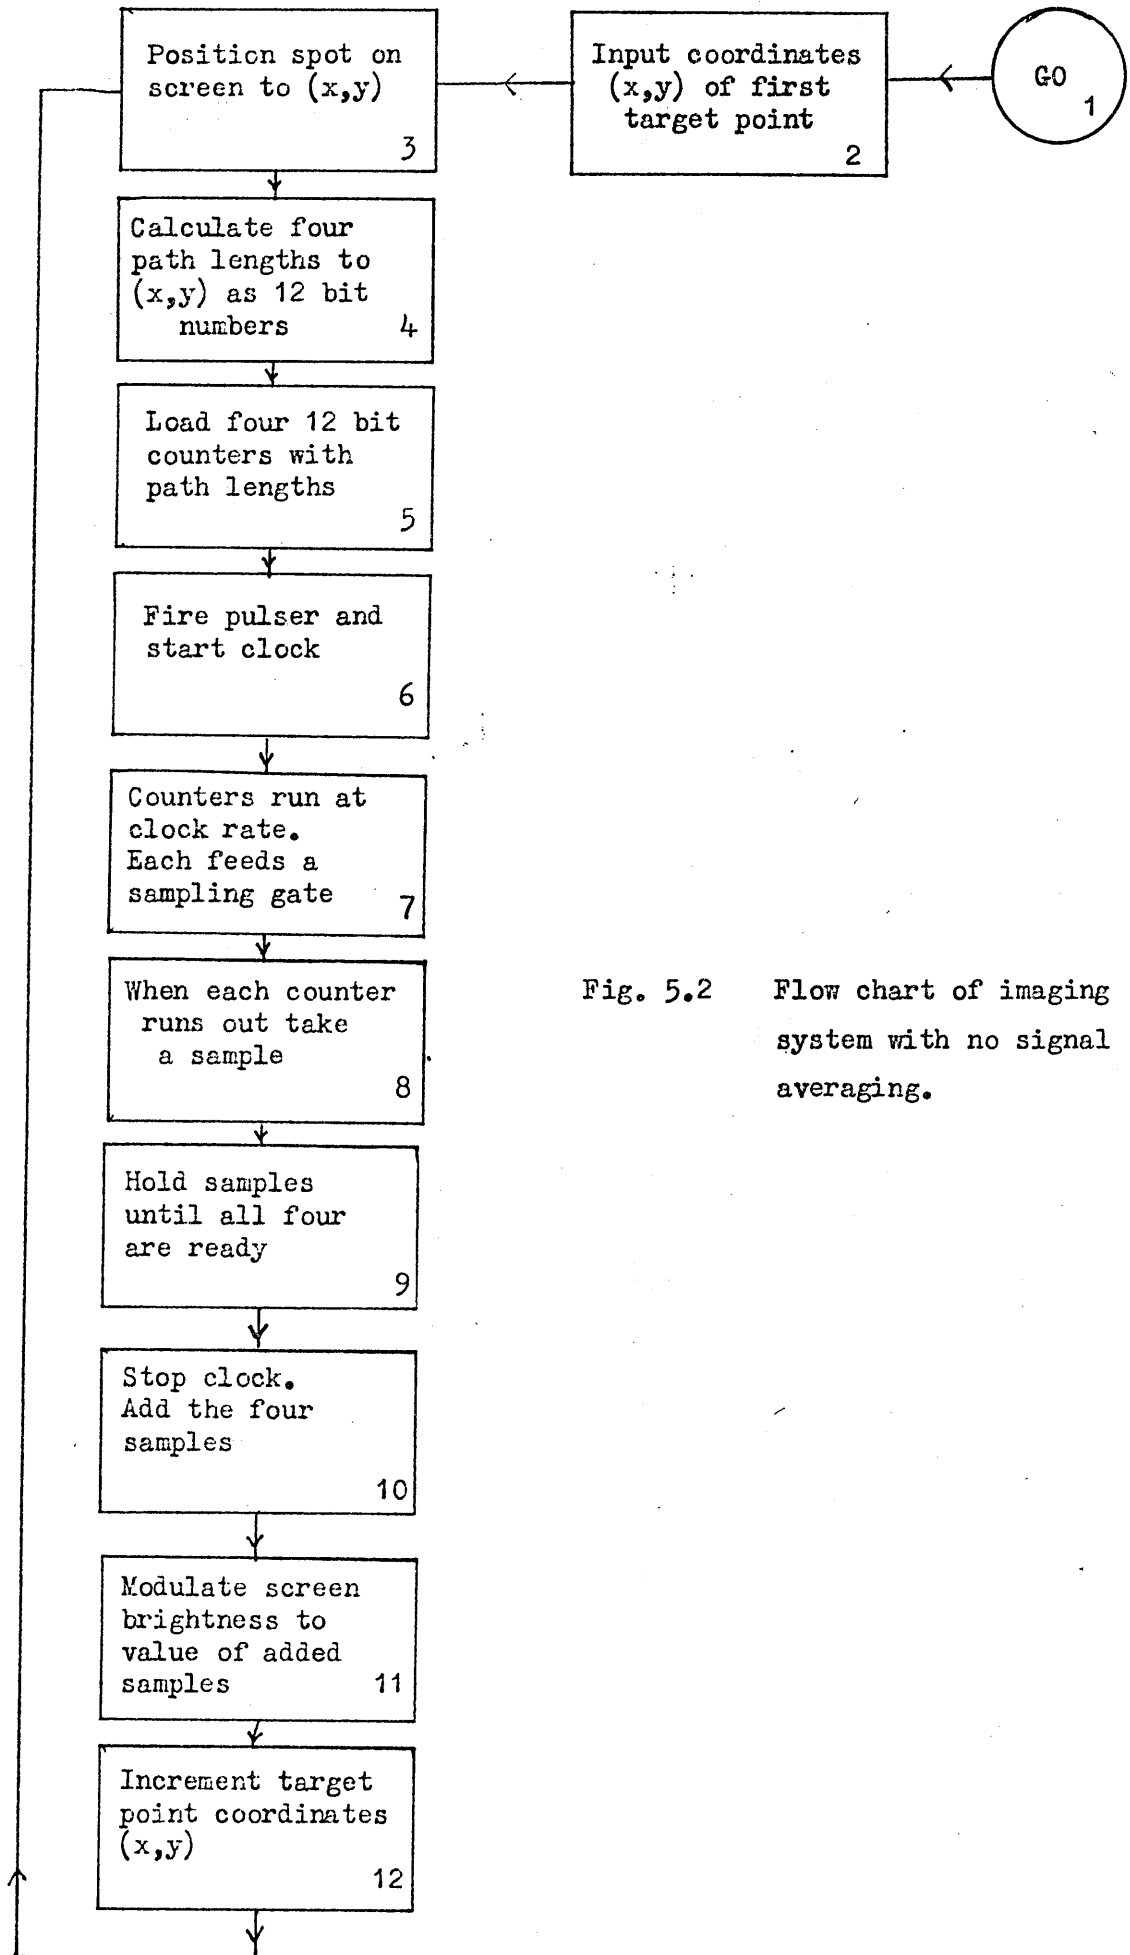 GO
1
Input coordinates
(x,y) of first
target point
2
Position spot on
screen to (x,y)
3
Calculate four
path lengths to
(x,y) as 12 bit
numbers
4
Load four 12 bit
counters with
path lengths
5
Fire pulser and
start clock
6
Counters run at
clock rate.
Each feeds a
sampling gate
7
When each counter
runs out take
a sample
8
Hold samples
until all four
are ready
9
Stop clock.
Add the four
samples
10
Modulate screen
brightness to
value of added
samples
11
Increment target
point coordinates
(x,y)
12
Fig. 5.2 Flow chart of imaging
system with no signal
averaging.